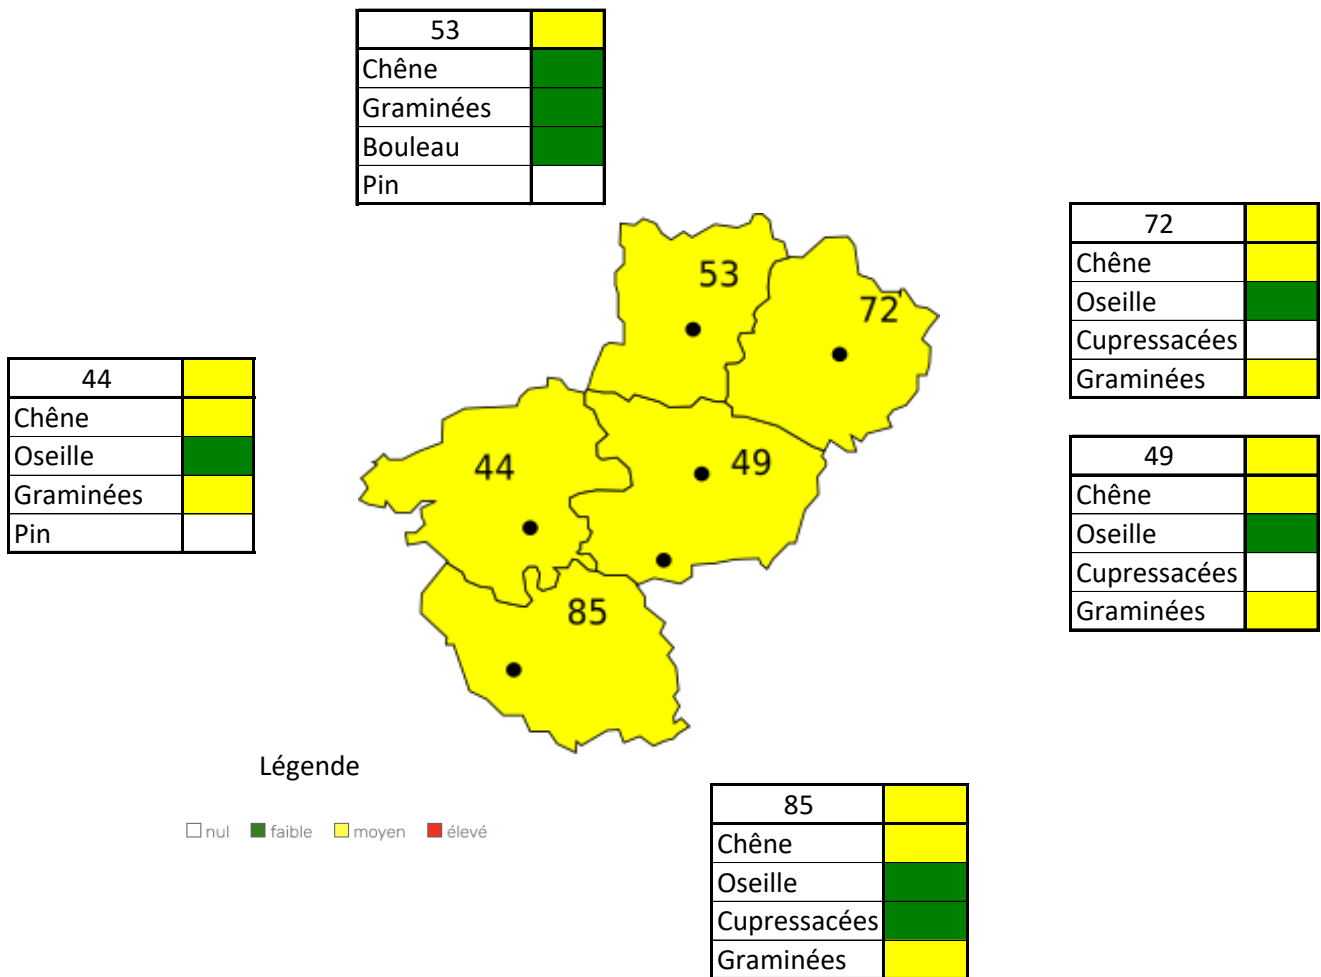 53
Chêne
Graminées
Bouleau
Pin
72
Chêne
Oseille
Cupressacées
Graminées
53
72
44
Chêne
Oseille
Graminées
Pin
44
49
49
Chêne
Oseille
Cupressacées
Graminées
85
Légende
nul faible moyen élevé
85
Chêne
Oseille
Cupressacées
Graminées